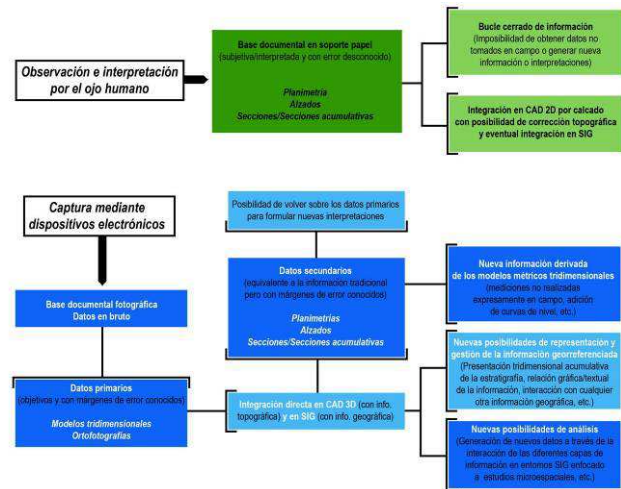 Observación e interpretación
por el ojo humano
Base documental en soporte papel
(subjetiva/interpretada y con error desconocido)
Planimetría
Alzados
Secciones/Secciones acumulativas
Bucle cerrado de información
(Imposibilidad de obtener datos no
tomados en campo o generar nueva
información o interpretaciones)
Integración en CAD 2D por calcado
con posibilidad de corrección topográfica
y eventual integración en SIG
Captura mediante
dispositivos electrónicos
Base documental fotográfica
Datos en bruto
Datos primarios
(objetivos y con márgenes de error conocidos)
Modelos tridimensionales
Ortofotografías
Posibilidad de volver sobre los datos primarios
para formular nuevas interpretaciones
Datos secundarios
(equivalente a la información tradicional
pero con márgenes de error conocidos)
Planimetrías
Alzados
Secciones/Secciones acumulativas
Integración directa en CAD 3D (con info.
topográfica) y en SIG (con info. geográfica)
Nueva información derivada
de los modelos métricos tridimensionales
(mediciones no realizadas
expresamente en campo, adición
de curvas de nivel, etc.)
Nuevas posibilidades de representación y
gestión de la información georreferenciada
(Presentación tridimensional acumulativa
de la estratigrafía, relación gráfica/textual
de la información, interacción con cualquier
otra información geográfica, etc.)
Nuevas posibilidades de análisis
(Generación de nuevos datos a través de la
interacción de las diferentes capas de
información en entornos SIG enfocado
a estudios microespaciales, etc.)